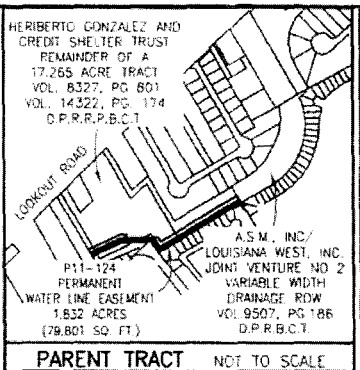 HERIBERTO GONZALEZ AND
CREDIT SHELTER TRUST
REMAINDER OF A
17.265 ACRE TRACT
VOL. 8327, PG 801
VOL. 14322, PG. 174
O.P.R.R.P.B.C.T.
LOOKOUT ROAD
P11-124
PERMANENT
WATER LINE EASEMENT
1.832 ACRES
(79,801 SQ. FT.)
A.S.M., INC/
LOUISIANA WEST, INC.
JOINT VENTURE NO 2
VARIABLE WIDTH
DRAINAGE ROW
VOL.9507, PG 186
D.P.R.B.C.T.
PARENT TRACT NOT TO SCALE